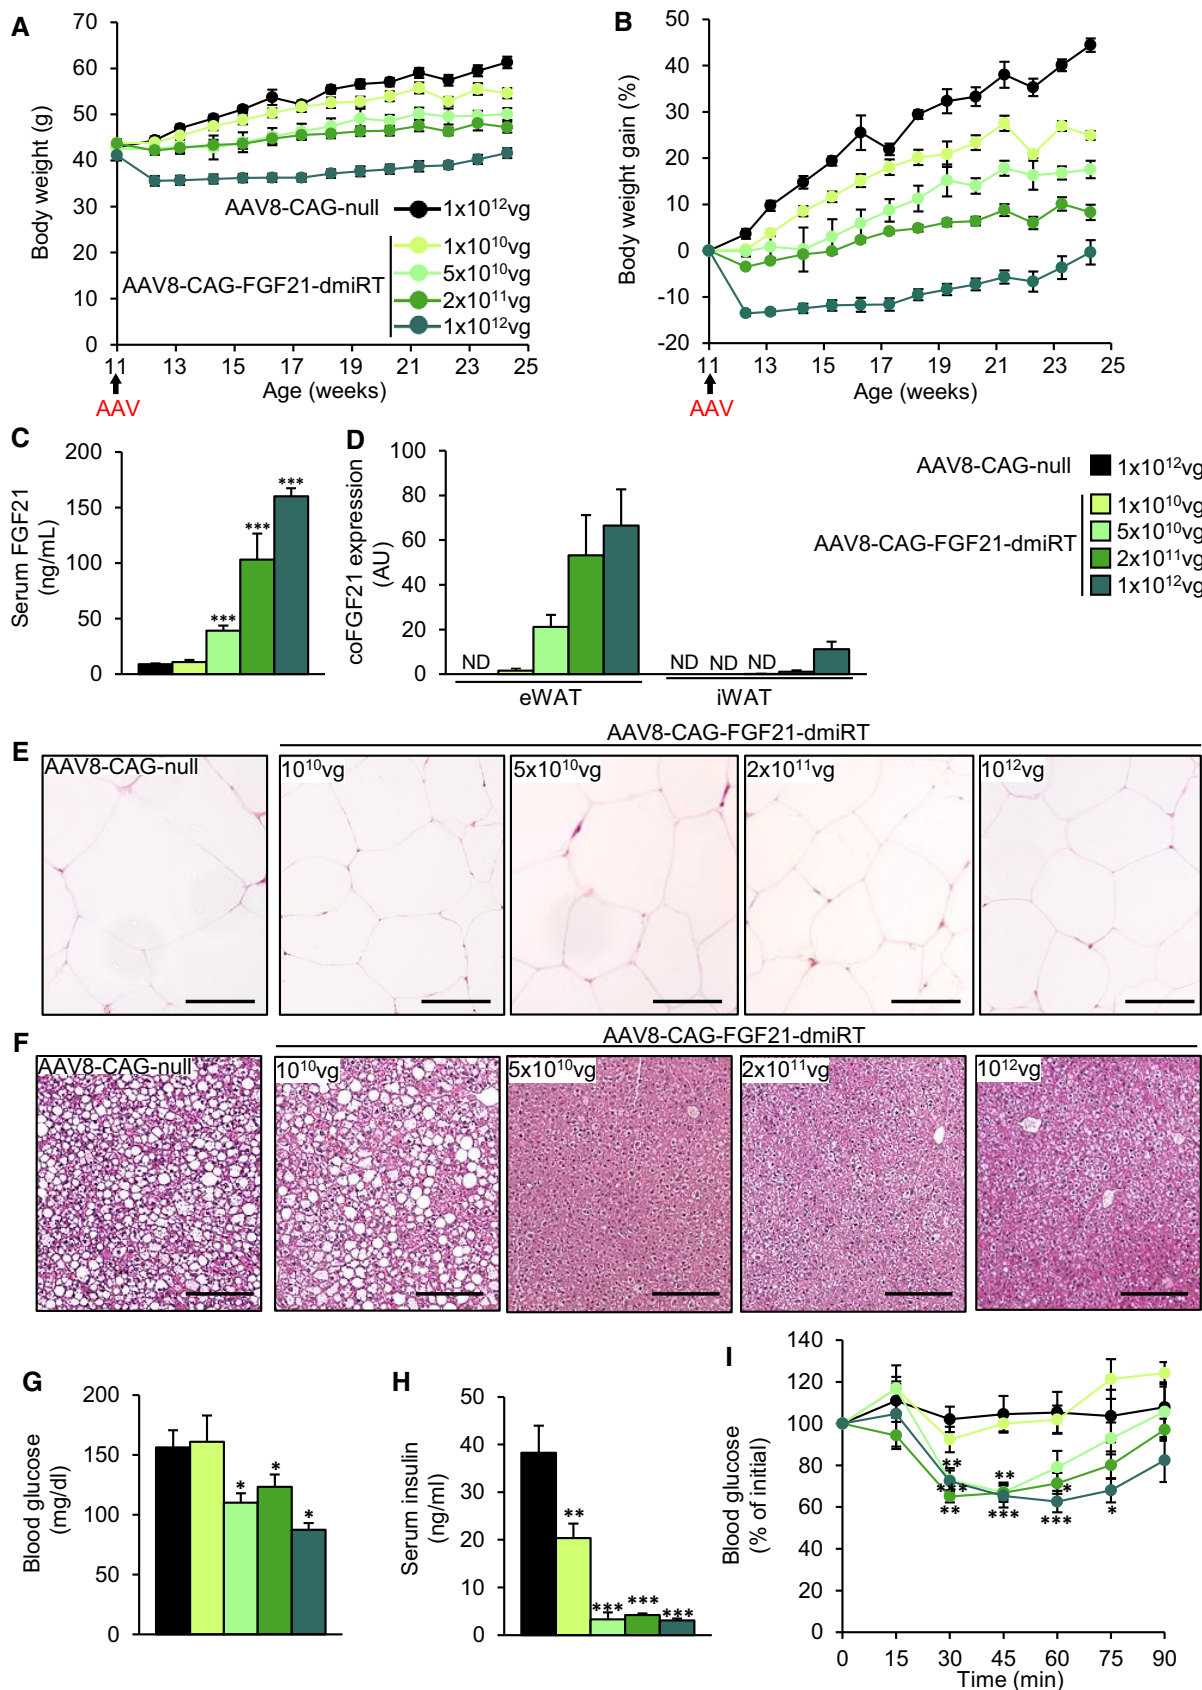 A
Body weight (g)
70
60
50
40
30
20
10
0
11 13 15 17 19 21 23 25
Age (weeks)
AAV
AAV8-CAG-null
1x10¹²vg
AAV8-CAG-FGF21-dmiRT
1x10¹⁰vg
5x10¹⁰vg
2x10¹¹vg
1x10¹²vg
B
Body weight gain (%)
50
40
30
20
10
0
-10
-20
11 13 15 17 19 21 23 25
Age (weeks)
AAV
C
Serum FGF21
(ng/mL)
200
150
100
50
0
*** *** ***
D
coFGF21 expression
(AU)
100
80
60
40
20
0
ND ND ND ND
eWAT iWAT
AAV8-CAG-null
1x10¹²vg
AAV8-CAG-FGF21-dmiRT
1x10¹⁰vg
5x10¹⁰vg
2x10¹¹vg
1x10¹²vg
E
AAV8-CAG-FGF21-dmiRT
AAV8-CAG-null 10¹⁰vg 5x10¹⁰vg 2x10¹¹vg 10¹²vg
F
AAV8-CAG-FGF21-dmiRT
AAV8-CAG-null 10¹⁰vg 5x10¹⁰vg 2x10¹¹vg 10¹²vg
G
Blood glucose
(mg/dl)
200
150
100
50
0
* * *
H
Serum insulin
(ng/ml)
50
40
30
20
10
0
** *** *** ***
I
Blood glucose
(% of initial)
140
120
100
80
60
40
20
0
** ** *** *
** *** *** *
0 15 30 45 60 75 90
Time (min)